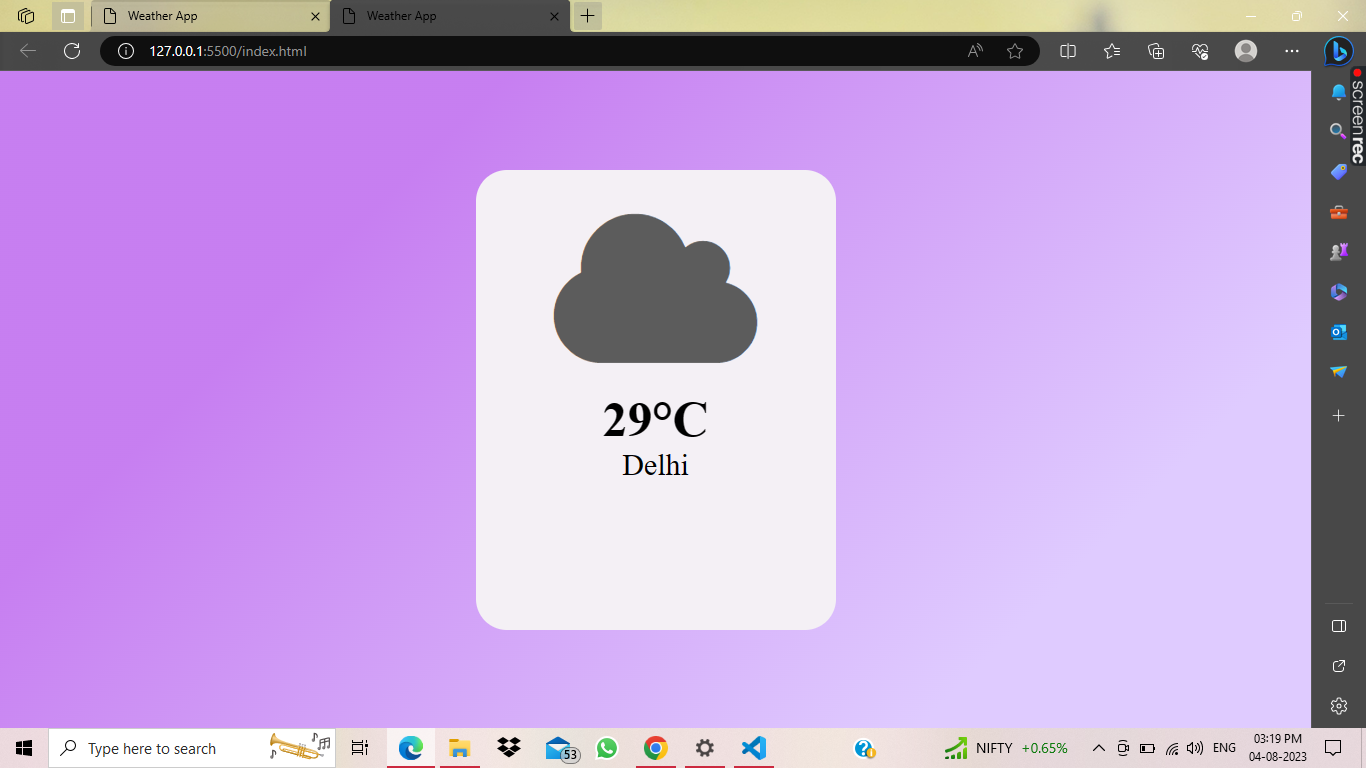 Weather App
Weather App
127.0.0.1:5500/index.html
screenrec
29°C
Delhi
Type here to search
53
NIFTY +0.65%
ENG
03:19 PM
04-08-2023